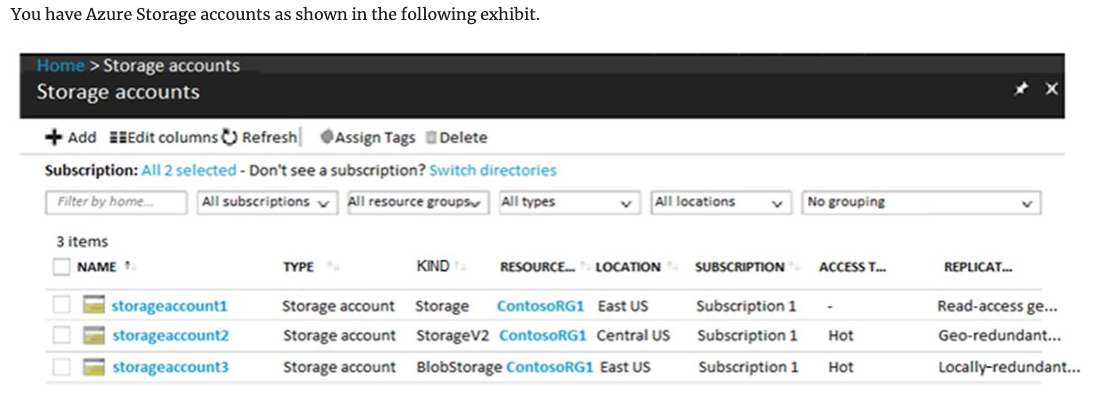 You have Azure Storage accounts as shown in the following exhibit.
Home > Storage accounts
Storage accounts
Add Edit columns Refresh Assign Tags Delete
Subscription: All 2 selected - Don't see a subscription? Switch directories
Filter by home... All subscriptions All resource groups All types All locations No grouping
3 items
NAME TYPE KIND RESOURCE... LOCATION SUBSCRIPTION ACCESS T... REPLICAT...
storageaccount1 Storage account Storage ContosoRG1 East US Subscription 1 - Read-access ge...
storageaccount2 Storage account StorageV2 ContosoRG1 Central US Subscription 1 Hot Geo-redundant...
storageaccount3 Storage account BlobStorage ContosoRG1 East US Subscription 1 Hot Locally-redundant...